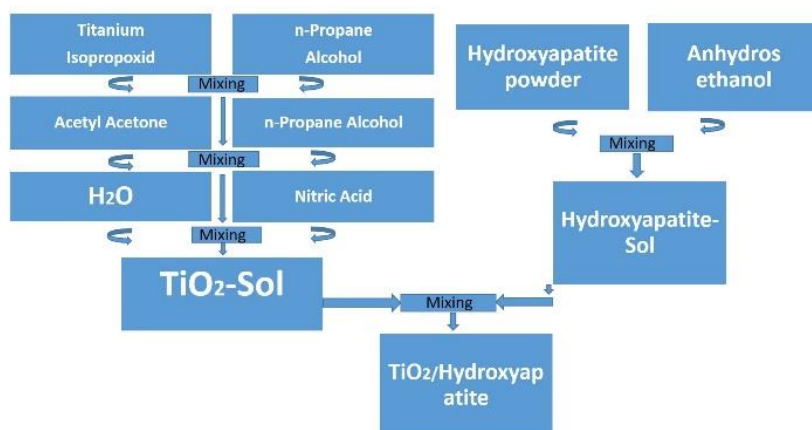 Titanium
Isopropoxid
n-Propane
Alcohol
Mixing
Acetyl Acetone
n-Propane Alcohol
Mixing
H2O
Nitric Acid
Mixing
TiO2-Sol
Hydroxyapatite
powder
Anhydros
ethanol
Mixing
Hydroxyapatite-
Sol
Mixing
TiO2/Hydroxyap
atite